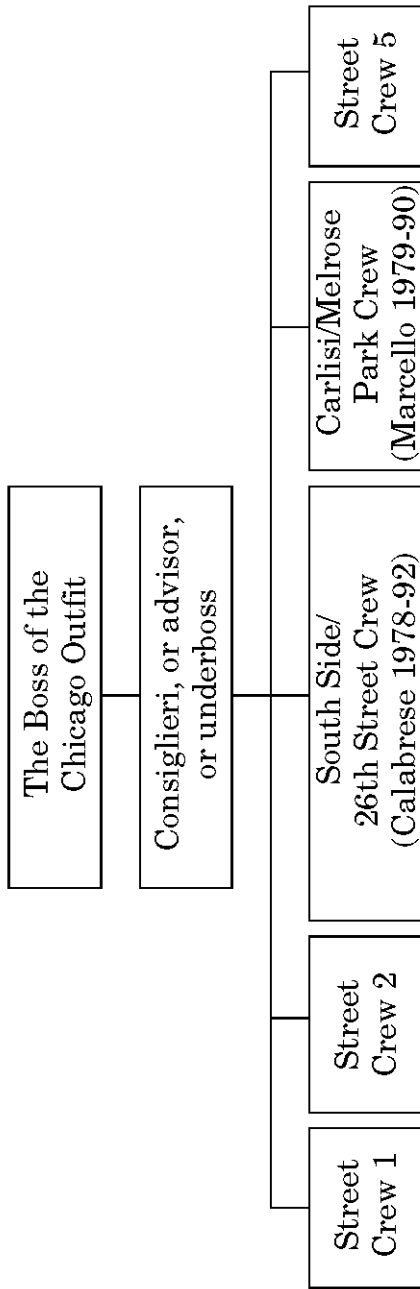 The Boss of the
Chicago Outfit
Consiglieri, or advisor,
or underboss
Street
Crew 1
Street
Crew 2
South Side/
26th Street Crew
(Calabrese 1978-92)
Carlisi/Melrose
Park Crew
(Marcello 1979-90)
Street
Crew 5